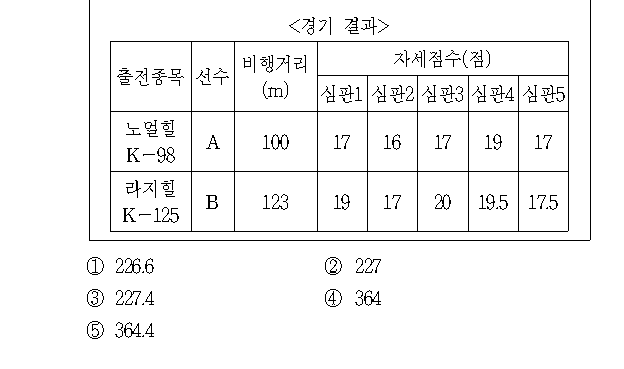 <경기 결과>
출전종목 선수 비행거리 (m) 자세점수(점)
심판1 심판2 심판3 심판4 심판5
노멀힐 K-98 A 100 17 16 17 19 17
라지힐 K-125 B 123 19 17 20 19.5 17.5
① 226.6 ② 227
③ 227.4 ④ 364
⑤ 364.4